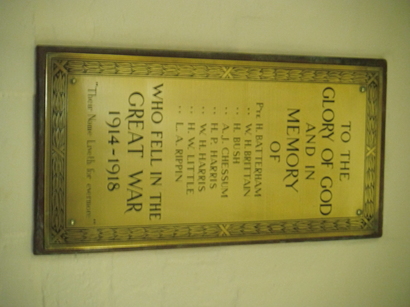 TO THE
GLORY OF GOD
AND IN
MEMORY
OF
Pte. H. BATTERHAM
" W. H. BRITTAIN
" H. BUSH
" A. J. CHESSUM
" H. P. HARRIS
" W. H. HARRIS
" H. W. LITTLE
" L. A. RIPPIN
WHO FELL IN THE
GREAT WAR
1914-1918
"Their Name Liveth for evermore"